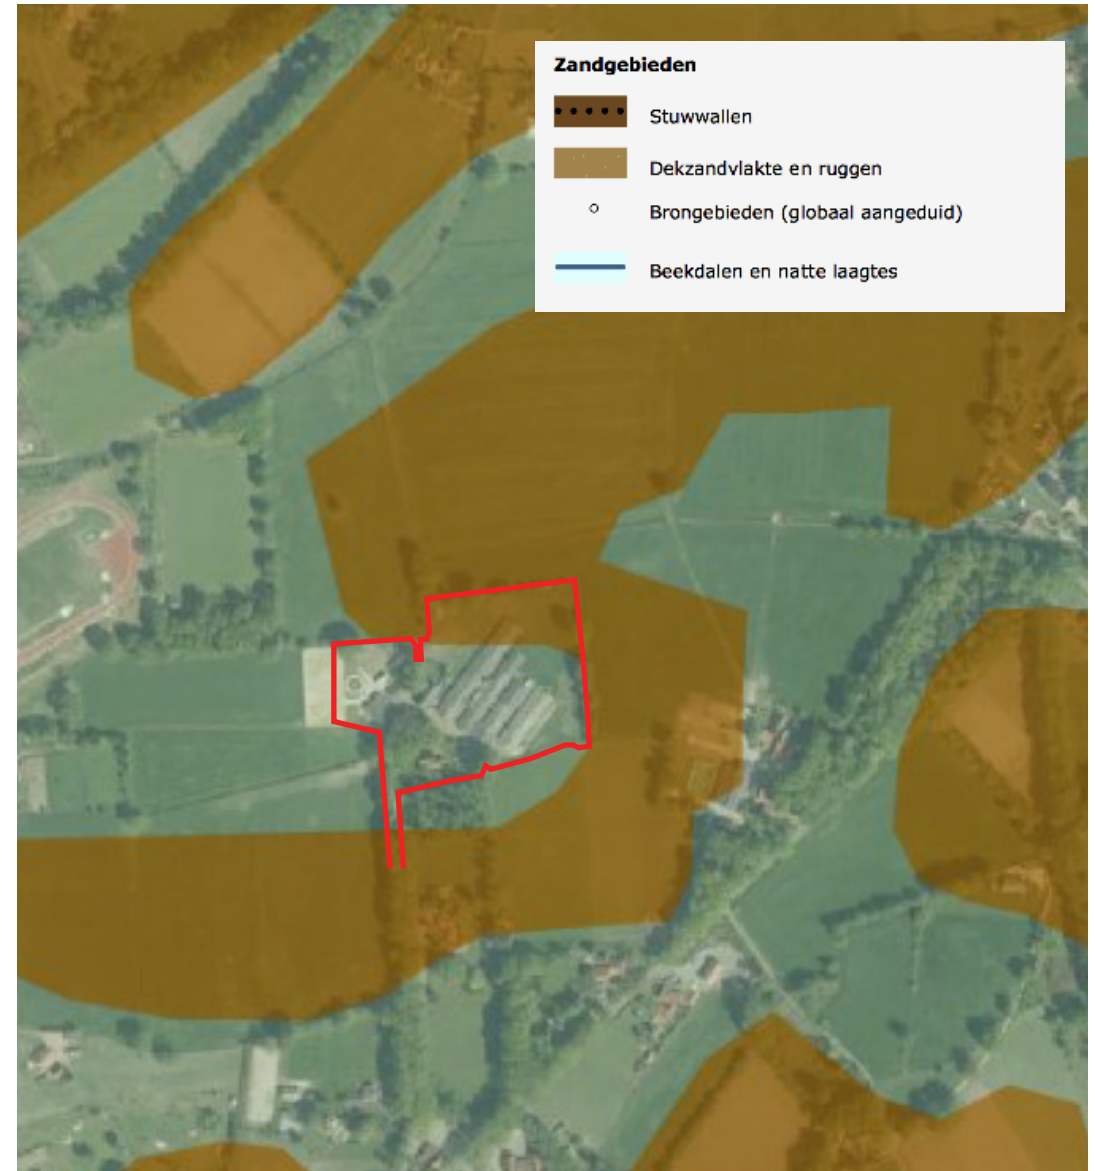 Zandgebieden
Stuwwallen
Dekzandvlakte en ruggen
Brongebieden (globaal aangeduid)
Beekdalen en natte laagtes